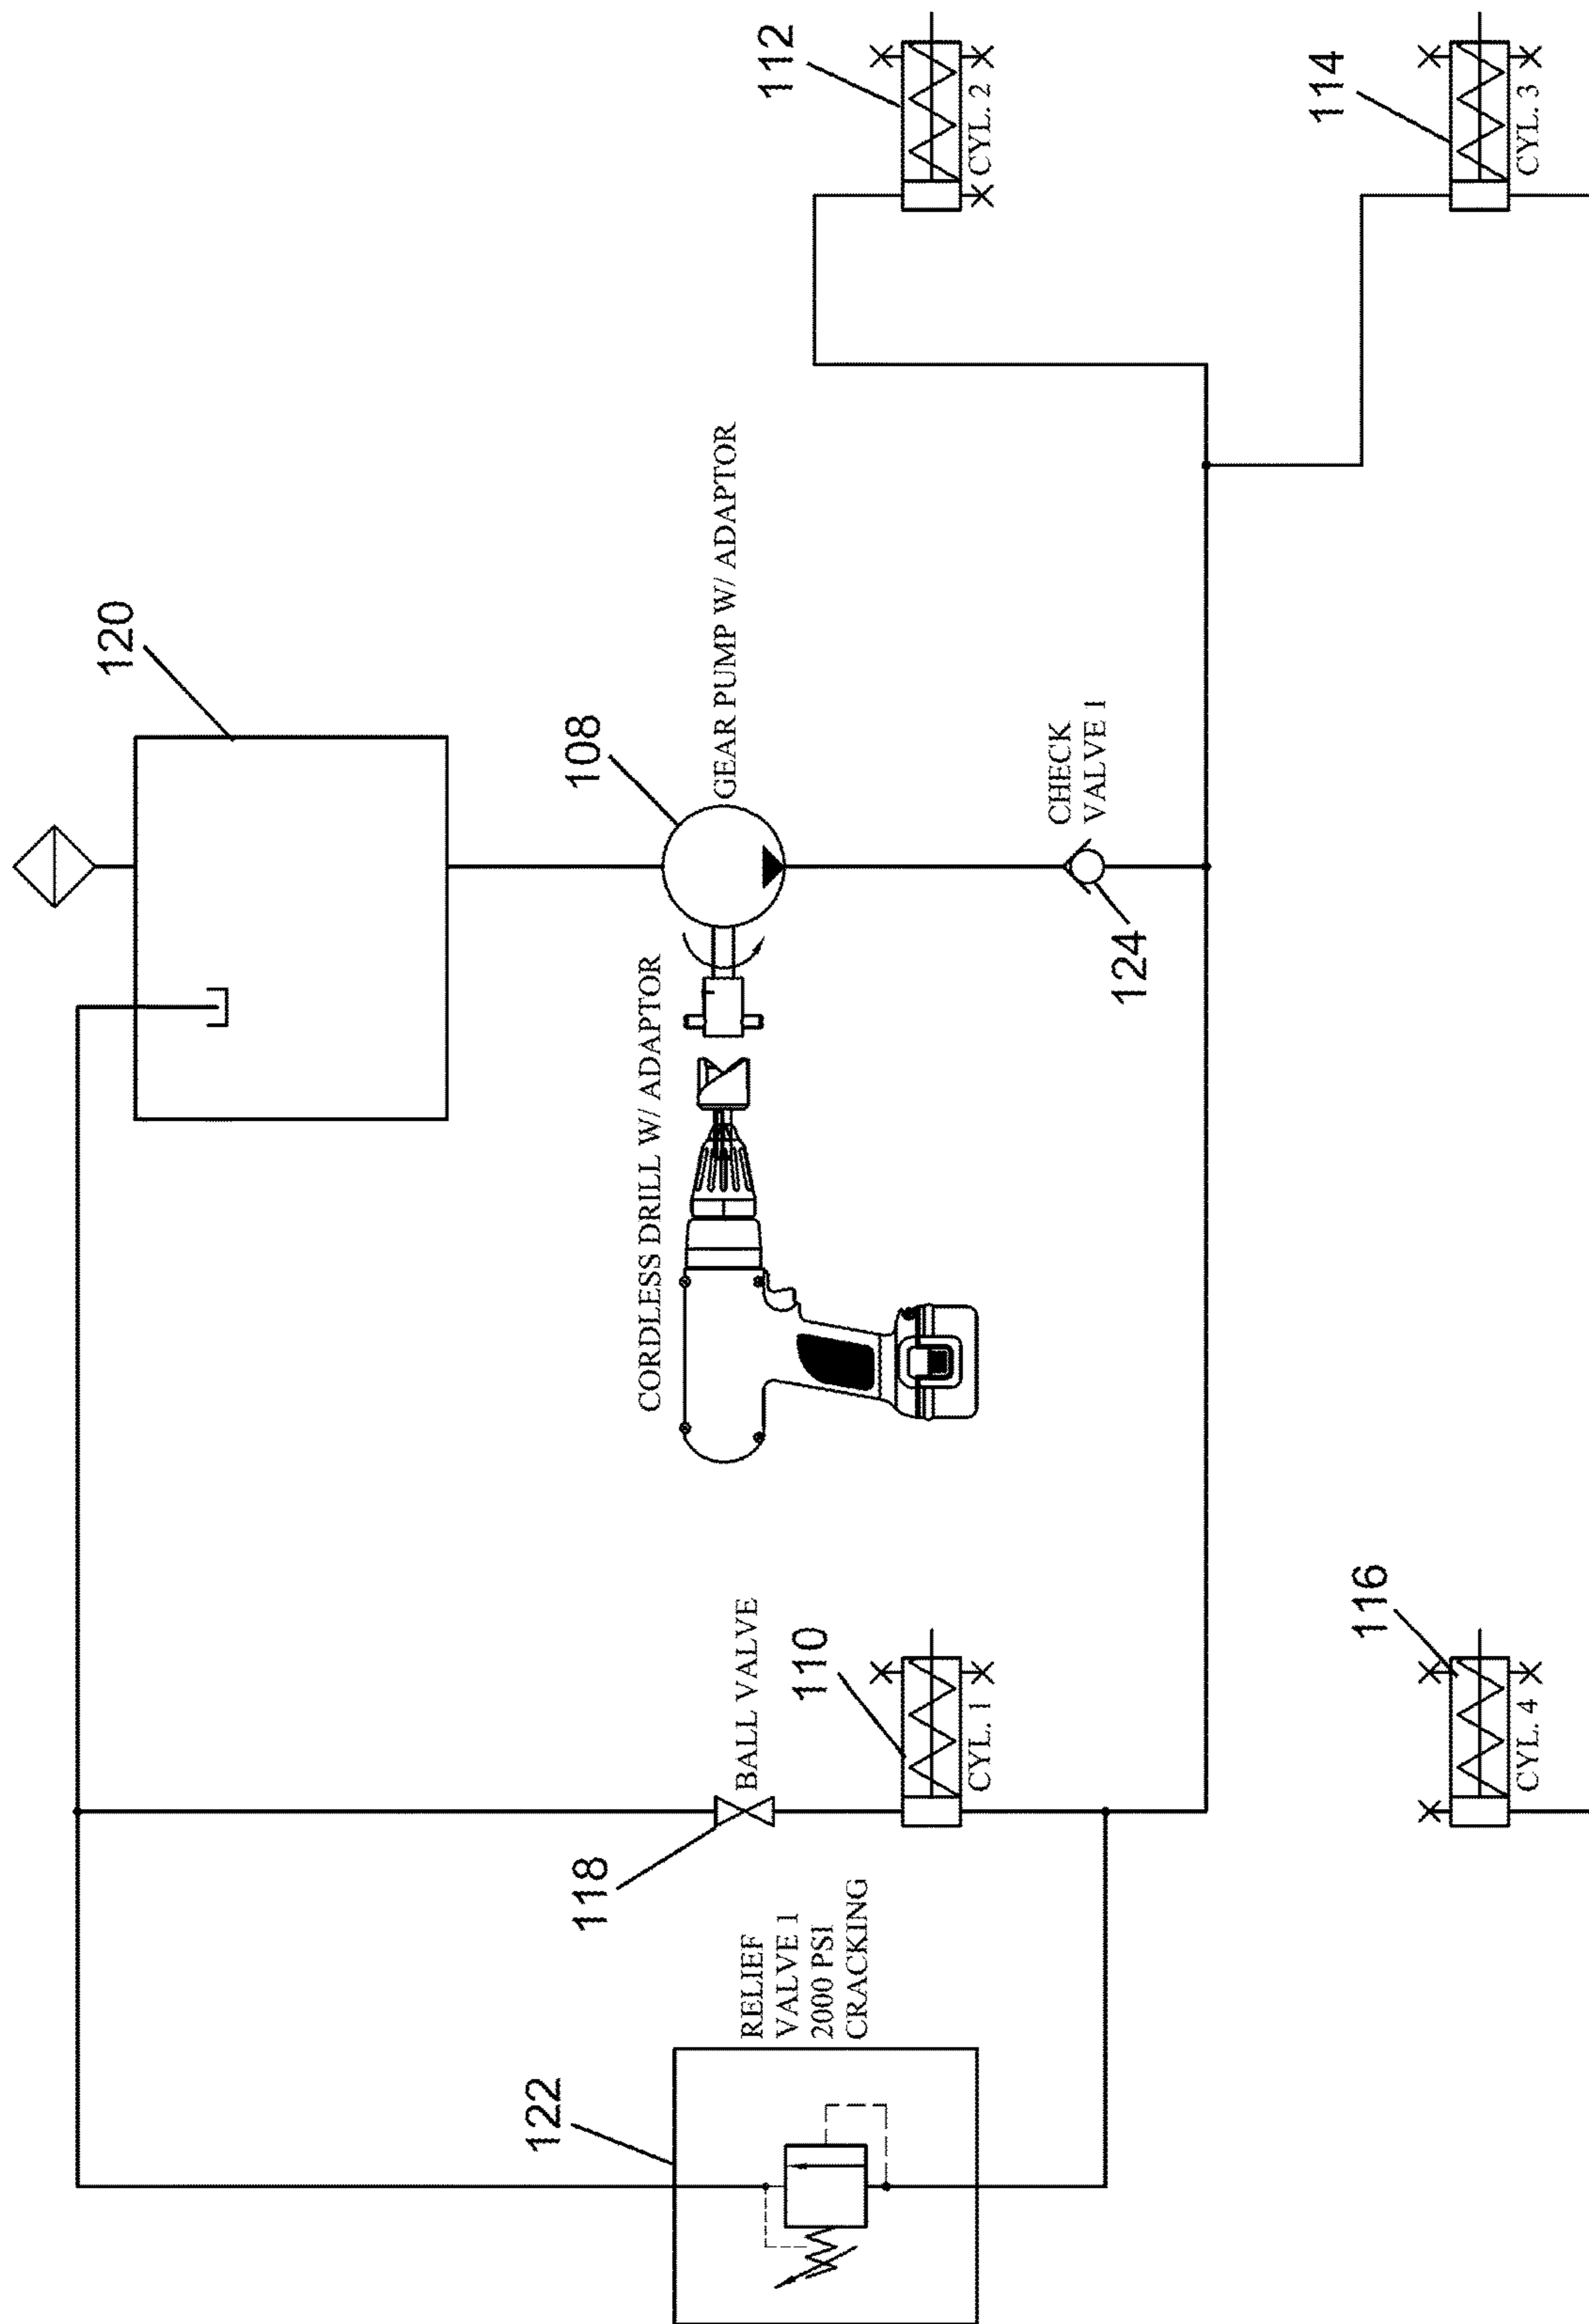 112
CYL. 2
114
CYL. 3
120
108
GEAR PUMP W/ ADAPTOR
CHECK
VALVE 1
124
CORDLESS DRILL W/ ADAPTOR
BALL VALVE
118
110
CYL. 1
116
CYL. 4
RELIEF
VALVE 1
2000 PSI
CRACKING
122